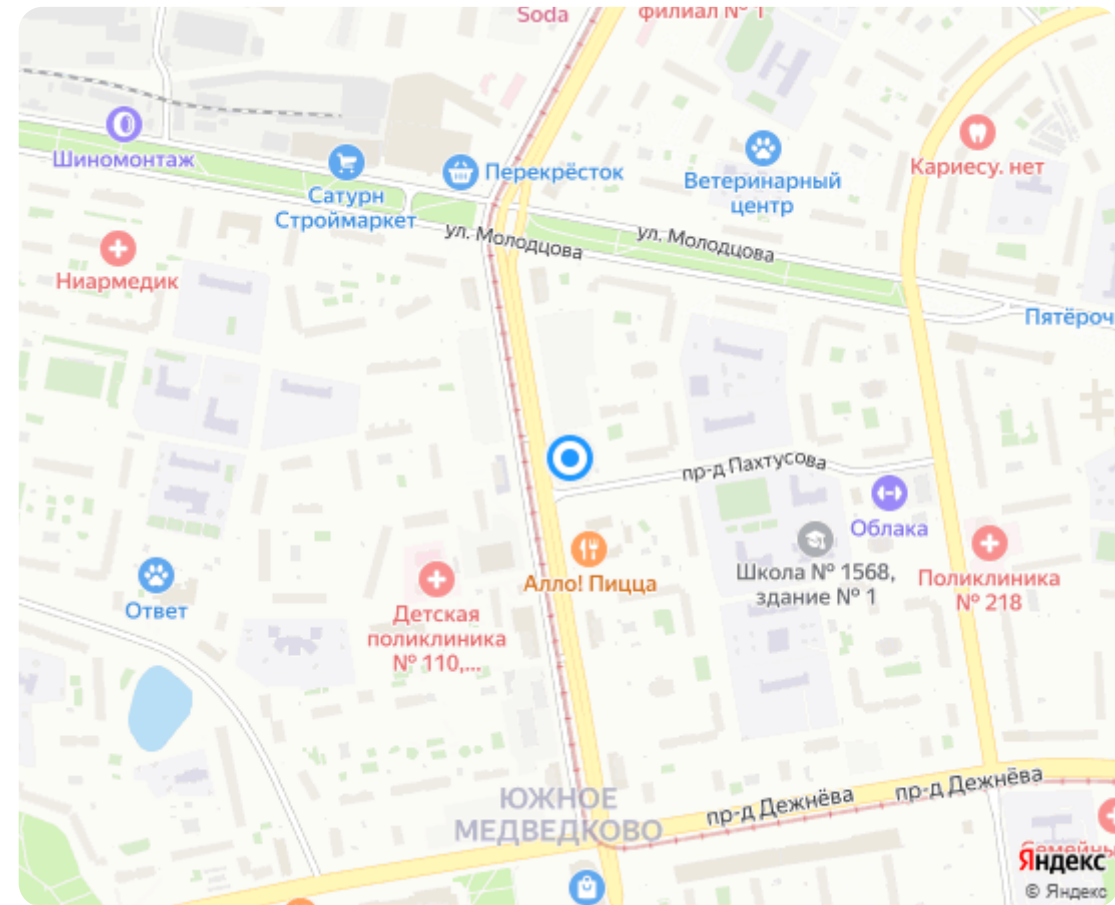 Soda
филиал № 1
Шиномонтаж
Сатурн
Строймаркет
Перекрёсток
Ветеринарный
центр
Кариесу. нет
ул. Молодцова
ул. Молодцова
Ниармедик
Пятёроч
пр-д Пахтусова
Облака
Алло! Пицца
Школа № 1568,
здание № 1
Поликлиника
№ 218
Ответ
Детская
поликлиника
№ 110,...
ЮЖНОЕ
МЕДВЕДКОВО
пр-д Дежнёва
пр-д Дежнёва
Семейны
Яндекс
© Яндекс